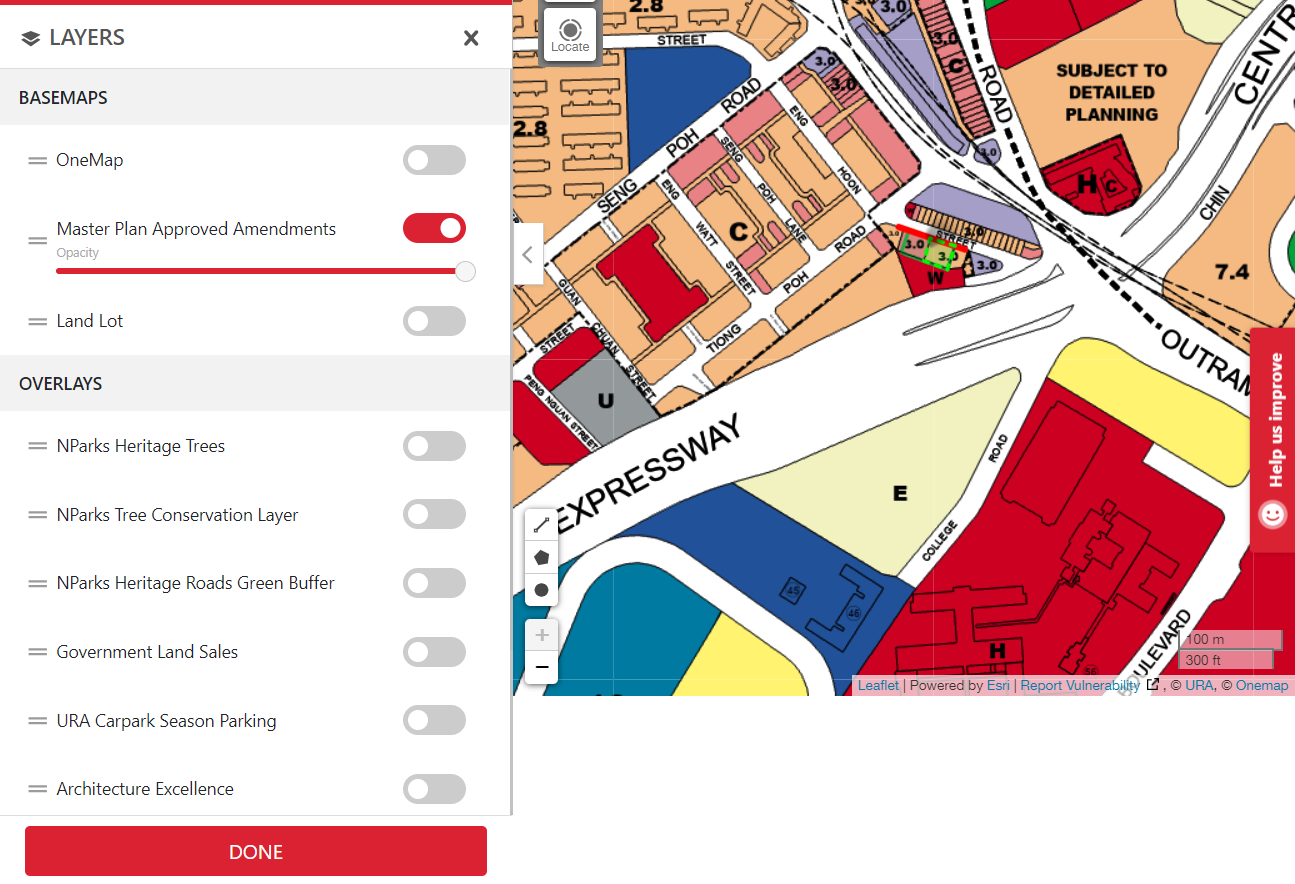 LAYERS
BASEMAPS
OneMap
Master Plan Approved Amendments
Opacity
Land Lot
OVERLAYS
NParks Heritage Trees
NParks Tree Conservation Layer
NParks Heritage Roads Green Buffer
Government Land Sales
URA Carpark Season Parking
Architecture Excellence
DONE
Locate
2.8
STREET
3.0
3.0
C
ROAD
SUBJECT TO
DETAILED
PLANNING
CENTR
2.8
SENG POH ROAD
3.0
3.0
ENG HOON
SENG POH LANE
ENG WATT STREET
C
3.0
H
C
CHIN
7.4
TIONG POH ROAD
3.0
STREET
3.0
3.0
3.0
3.0
W
GUAN CHUAN STREET
STREET
PENG NGUAN STREET
U
OUTRAM
EXPRESSWAY
E
COLLEGE ROAD
45
46
H
56
BOULEVARD
Help us improve
100 m
300 ft
Leaflet | Powered by Esri | Report Vulnerability , © URA, © Onemap